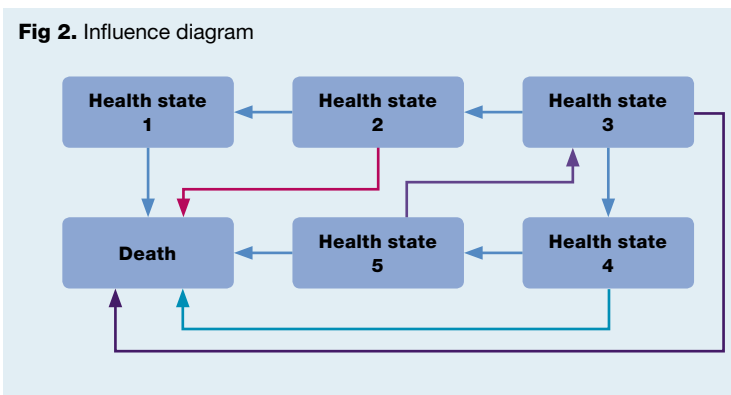 Fig 2. Influence diagram
Health state
1
Health state
2
Health state
3
Death
Health state
5
Health state
4